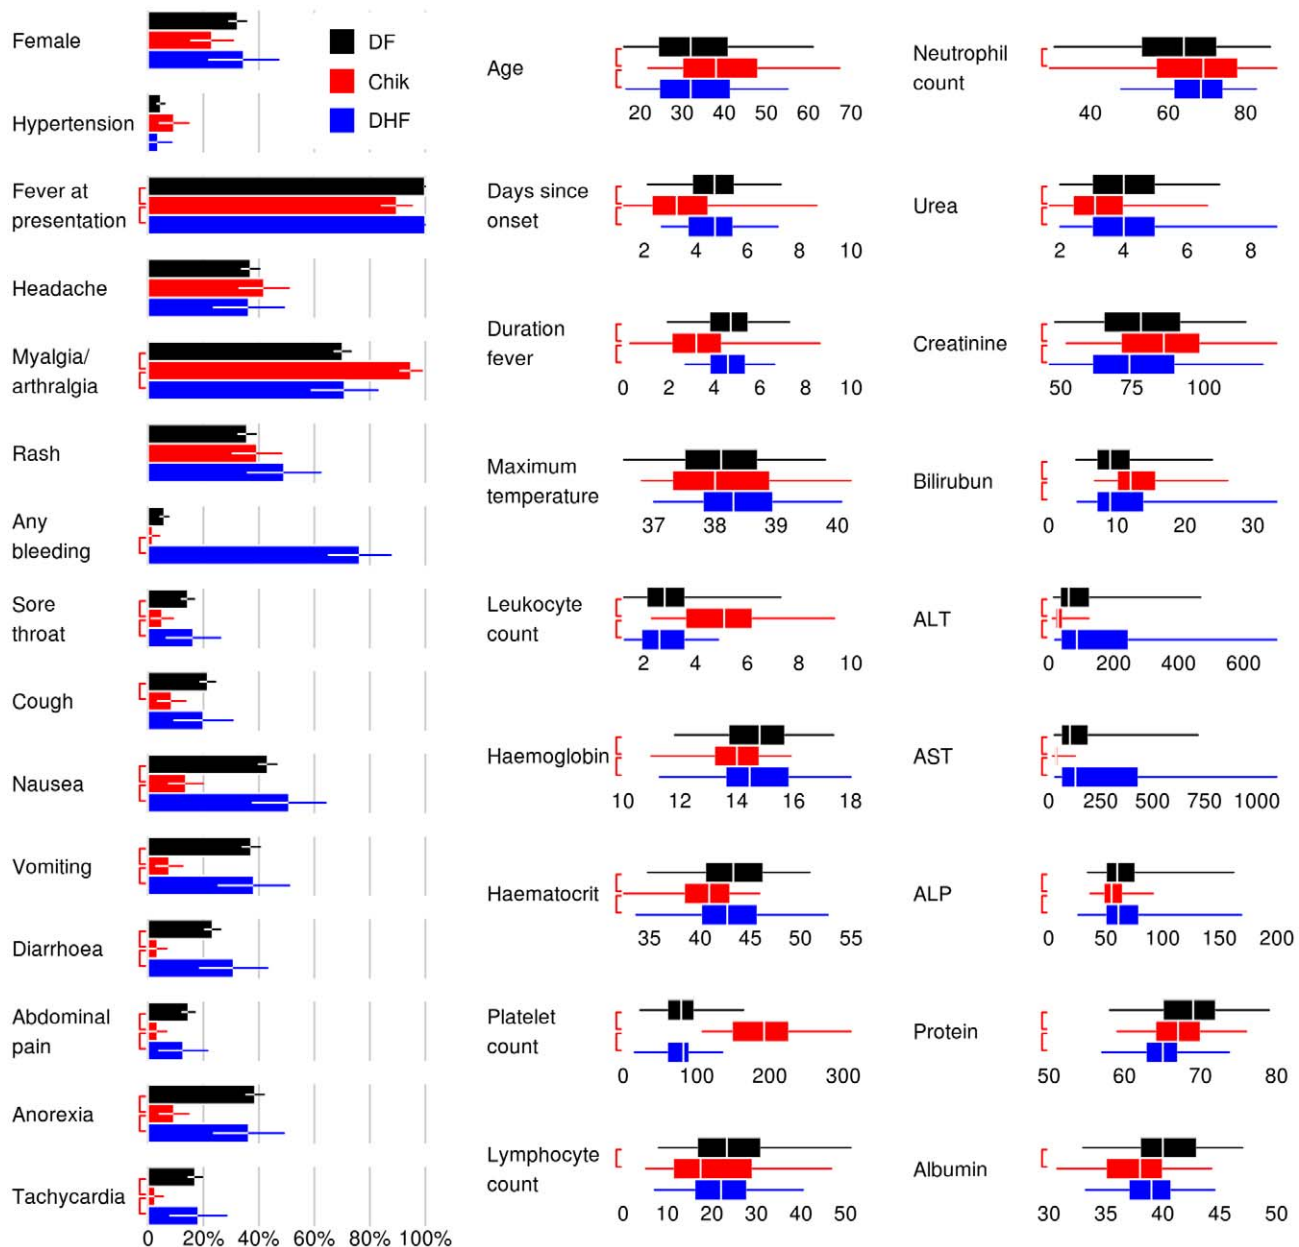 Female
Hypertension
Fever at
presentation
Headache
Myalgia/
arthralgia
Rash
Any
bleeding
Sore
throat
Cough
Nausea
Vomiting
Diarrhoea
Abdominal
pain
Anorexia
Tachycardia
0 20% 40% 60% 80% 100%
DF
Chik
DHF
Age
20 30 40 50 60 70
Days since
onset
2 4 6 8 10
Duration
fever
0 2 4 6 8 10
Maximum
temperature
37 38 39 40
Leukocyte
count
2 4 6 8 10
Haemoglobin
10 12 14 16 18
Haematocrit
35 40 45 50 55
Platelet
count
0 100 200 300
Lymphocyte
count
0 10 20 30 40 50
Neutrophil
count
40 60 80
Urea
2 4 6 8
Creatinine
50 75 100
Bilirubun
0 10 20 30
ALT
0 200 400 600
AST
0 250 500 750 1000
ALP
0 50 100 150 200
Protein
50 60 70 80
Albumin
30 35 40 45 50